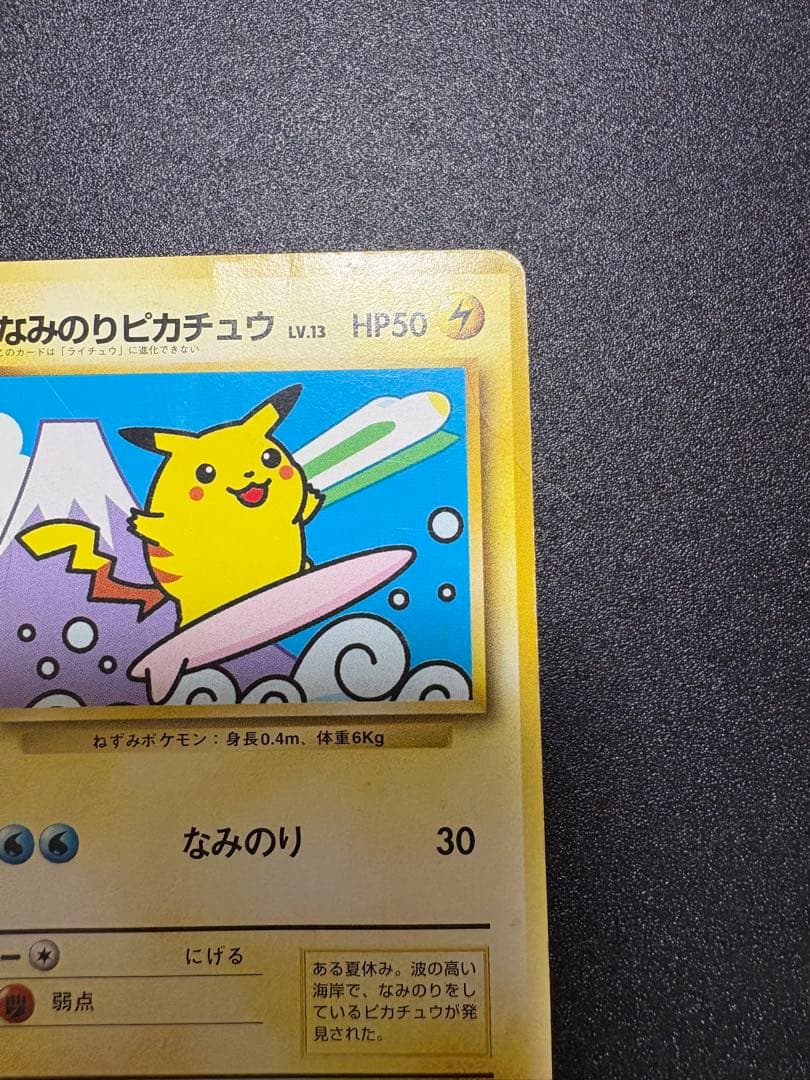 なみのりピカチュウ LV.13 HP50
このカードは「ライチュウ」に進化できない
ねずみポケモン：身長0.4m、体重6Kg
なみのり 30
にげる
弱点
ある夏休み。波の高い
海岸で、なみのりをし
ているピカチュウが発
見された。